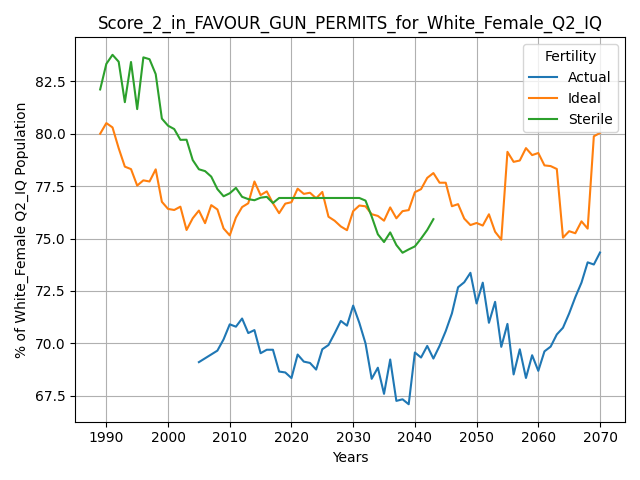 Score_2_in_FAVOUR_GUN_PERMITS_for_White_Female_Q2_IQ
Fertility
Actual
Ideal
Sterile
% of White_Female Q2_IQ Population
82.5
80.0
77.5
75.0
72.5
70.0
67.5
1990 2000 2010 2020 2030 2040 2050 2060 2070
Years